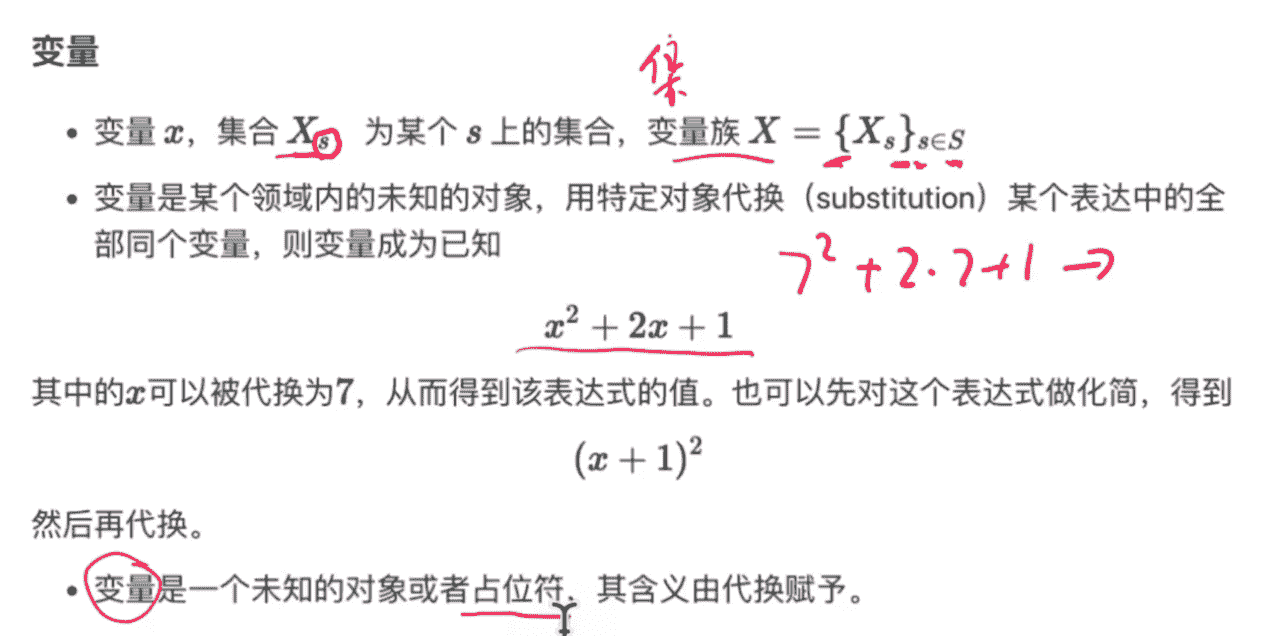 变量
集
• 变量 x，集合 Xₛ 为某个 s 上的集合，变量族 X = {Xₛ}ₛ∈S
• 变量是某个领域内的未知的对象，用特定对象代换（substitution）某个表达中的全
部同个变量，则变量成为已知
7² + 2·7+1 →
x² + 2x + 1
其中的x可以被代换为7，从而得到该表达式的值。也可以先对这个表达式做化简，得到
(x + 1)²
然后再代换。
• 变量是一个未知的对象或者占位符，其含义由代换赋予。